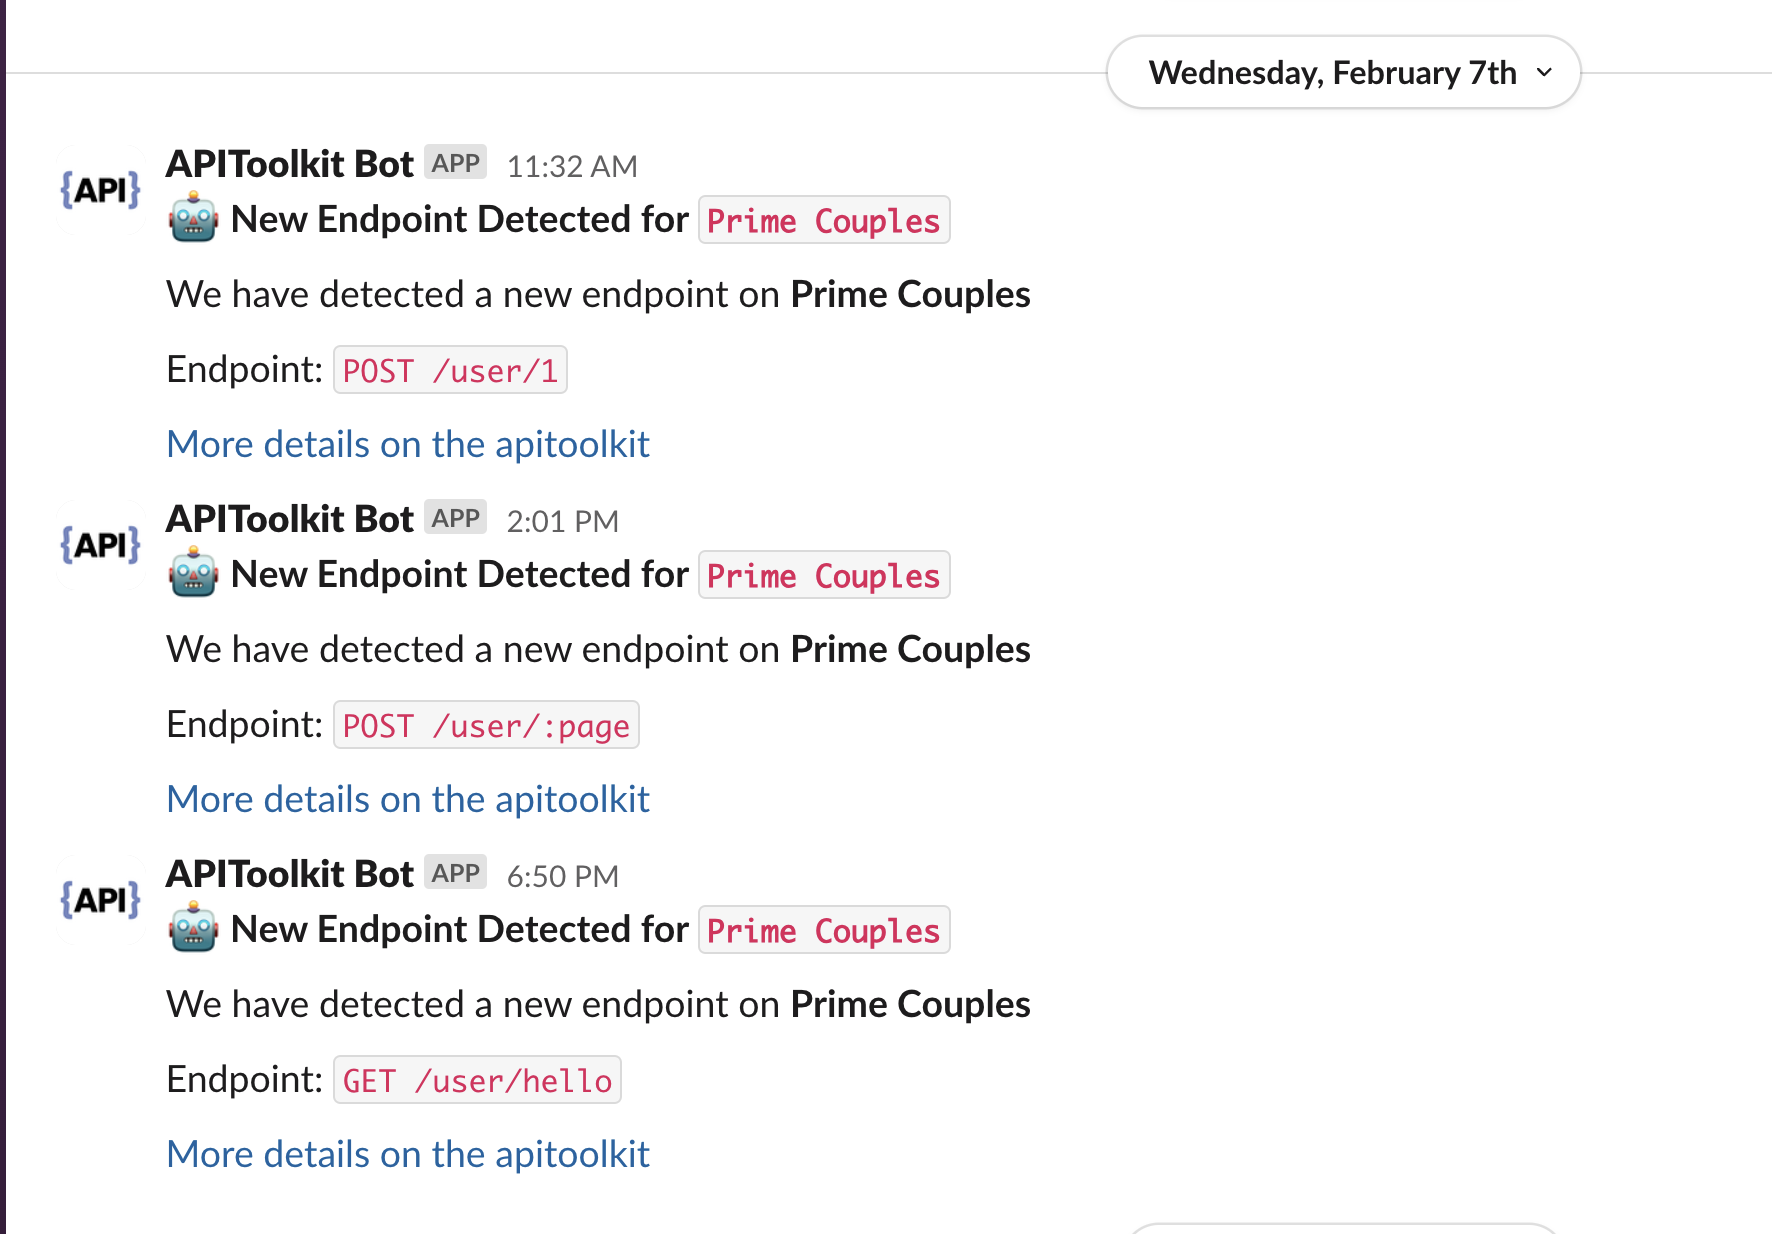 Wednesday, February 7th
{API}
APIToolkit Bot APP 11:32 AM
New Endpoint Detected for Prime Couples
We have detected a new endpoint on Prime Couples
Endpoint: POST /user/1
More details on the apitoolkit
{API}
APIToolkit Bot APP 2:01 PM
New Endpoint Detected for Prime Couples
We have detected a new endpoint on Prime Couples
Endpoint: POST /user/:page
More details on the apitoolkit
{API}
APIToolkit Bot APP 6:50 PM
New Endpoint Detected for Prime Couples
We have detected a new endpoint on Prime Couples
Endpoint: GET /user/hello
More details on the apitoolkit